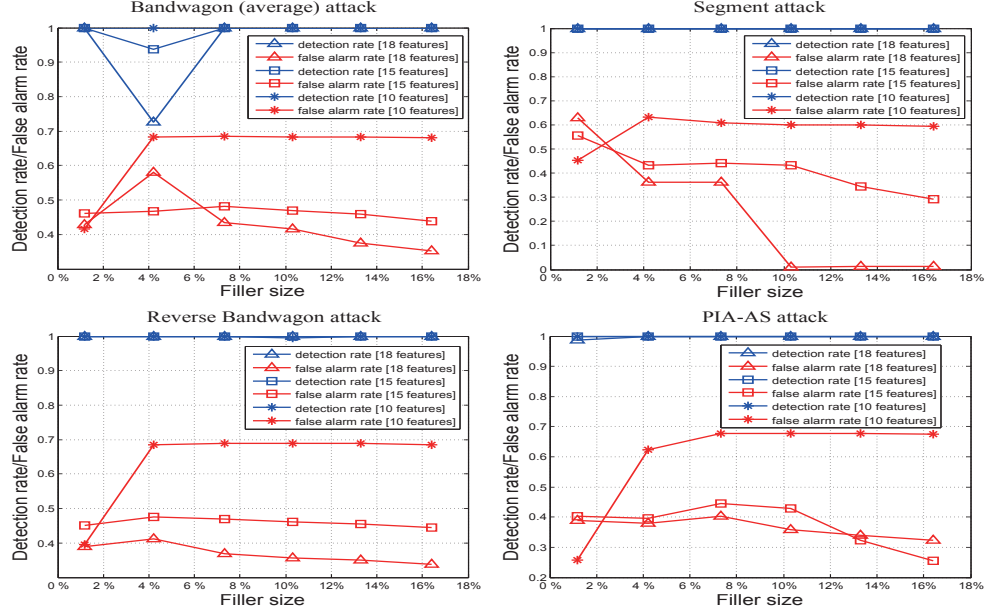 Bandwagon (average) attack
Detection rate/False alarm rate
1
0.9
0.8
0.7
0.6
0.5
0.4
0.3
detection rate [18 features]
false alarm rate [18 features]
detection rate [15 features]
false alarm rate [15 features]
detection rate [10 features]
false alarm rate [10 features]
0 % 2 % 4 % 6 % 8 % 10% 12% 14% 16% 18%
Filler size
Segment attack
Detection rate/False alarm rate
1
0.9
0.8
0.7
0.6
0.5
0.4
0.3
0.2
0.1
0
detection rate [18 features]
false alarm rate [18 features]
detection rate [15 features]
false alarm rate [15 features]
detection rate [10 features]
false alarm rate [10 features]
0 % 2 % 4 % 6 % 8 % 10% 12% 14% 16% 18%
Filler size
Reverse Bandwagon attack
Detection rate/False alarm rate
1
0.9
0.8
0.7
0.6
0.5
0.4
0.3
detection rate [18 features]
false alarm rate [18 features]
detection rate [15 features]
false alarm rate [15 features]
detection rate [10 features]
false alarm rate [10 features]
0 % 2 % 4 % 6 % 8 % 10% 12% 14% 16% 18%
Filler size
PIA-AS attack
Detection rate/False alarm rate
1
0.9
0.8
0.7
0.6
0.5
0.4
0.3
0.2
detection rate [18 features]
false alarm rate [18 features]
detection rate [15 features]
false alarm rate [15 features]
detection rate [10 features]
false alarm rate [10 features]
0 % 2 % 4 % 6 % 8 % 10% 12% 14% 16% 18%
Filler size